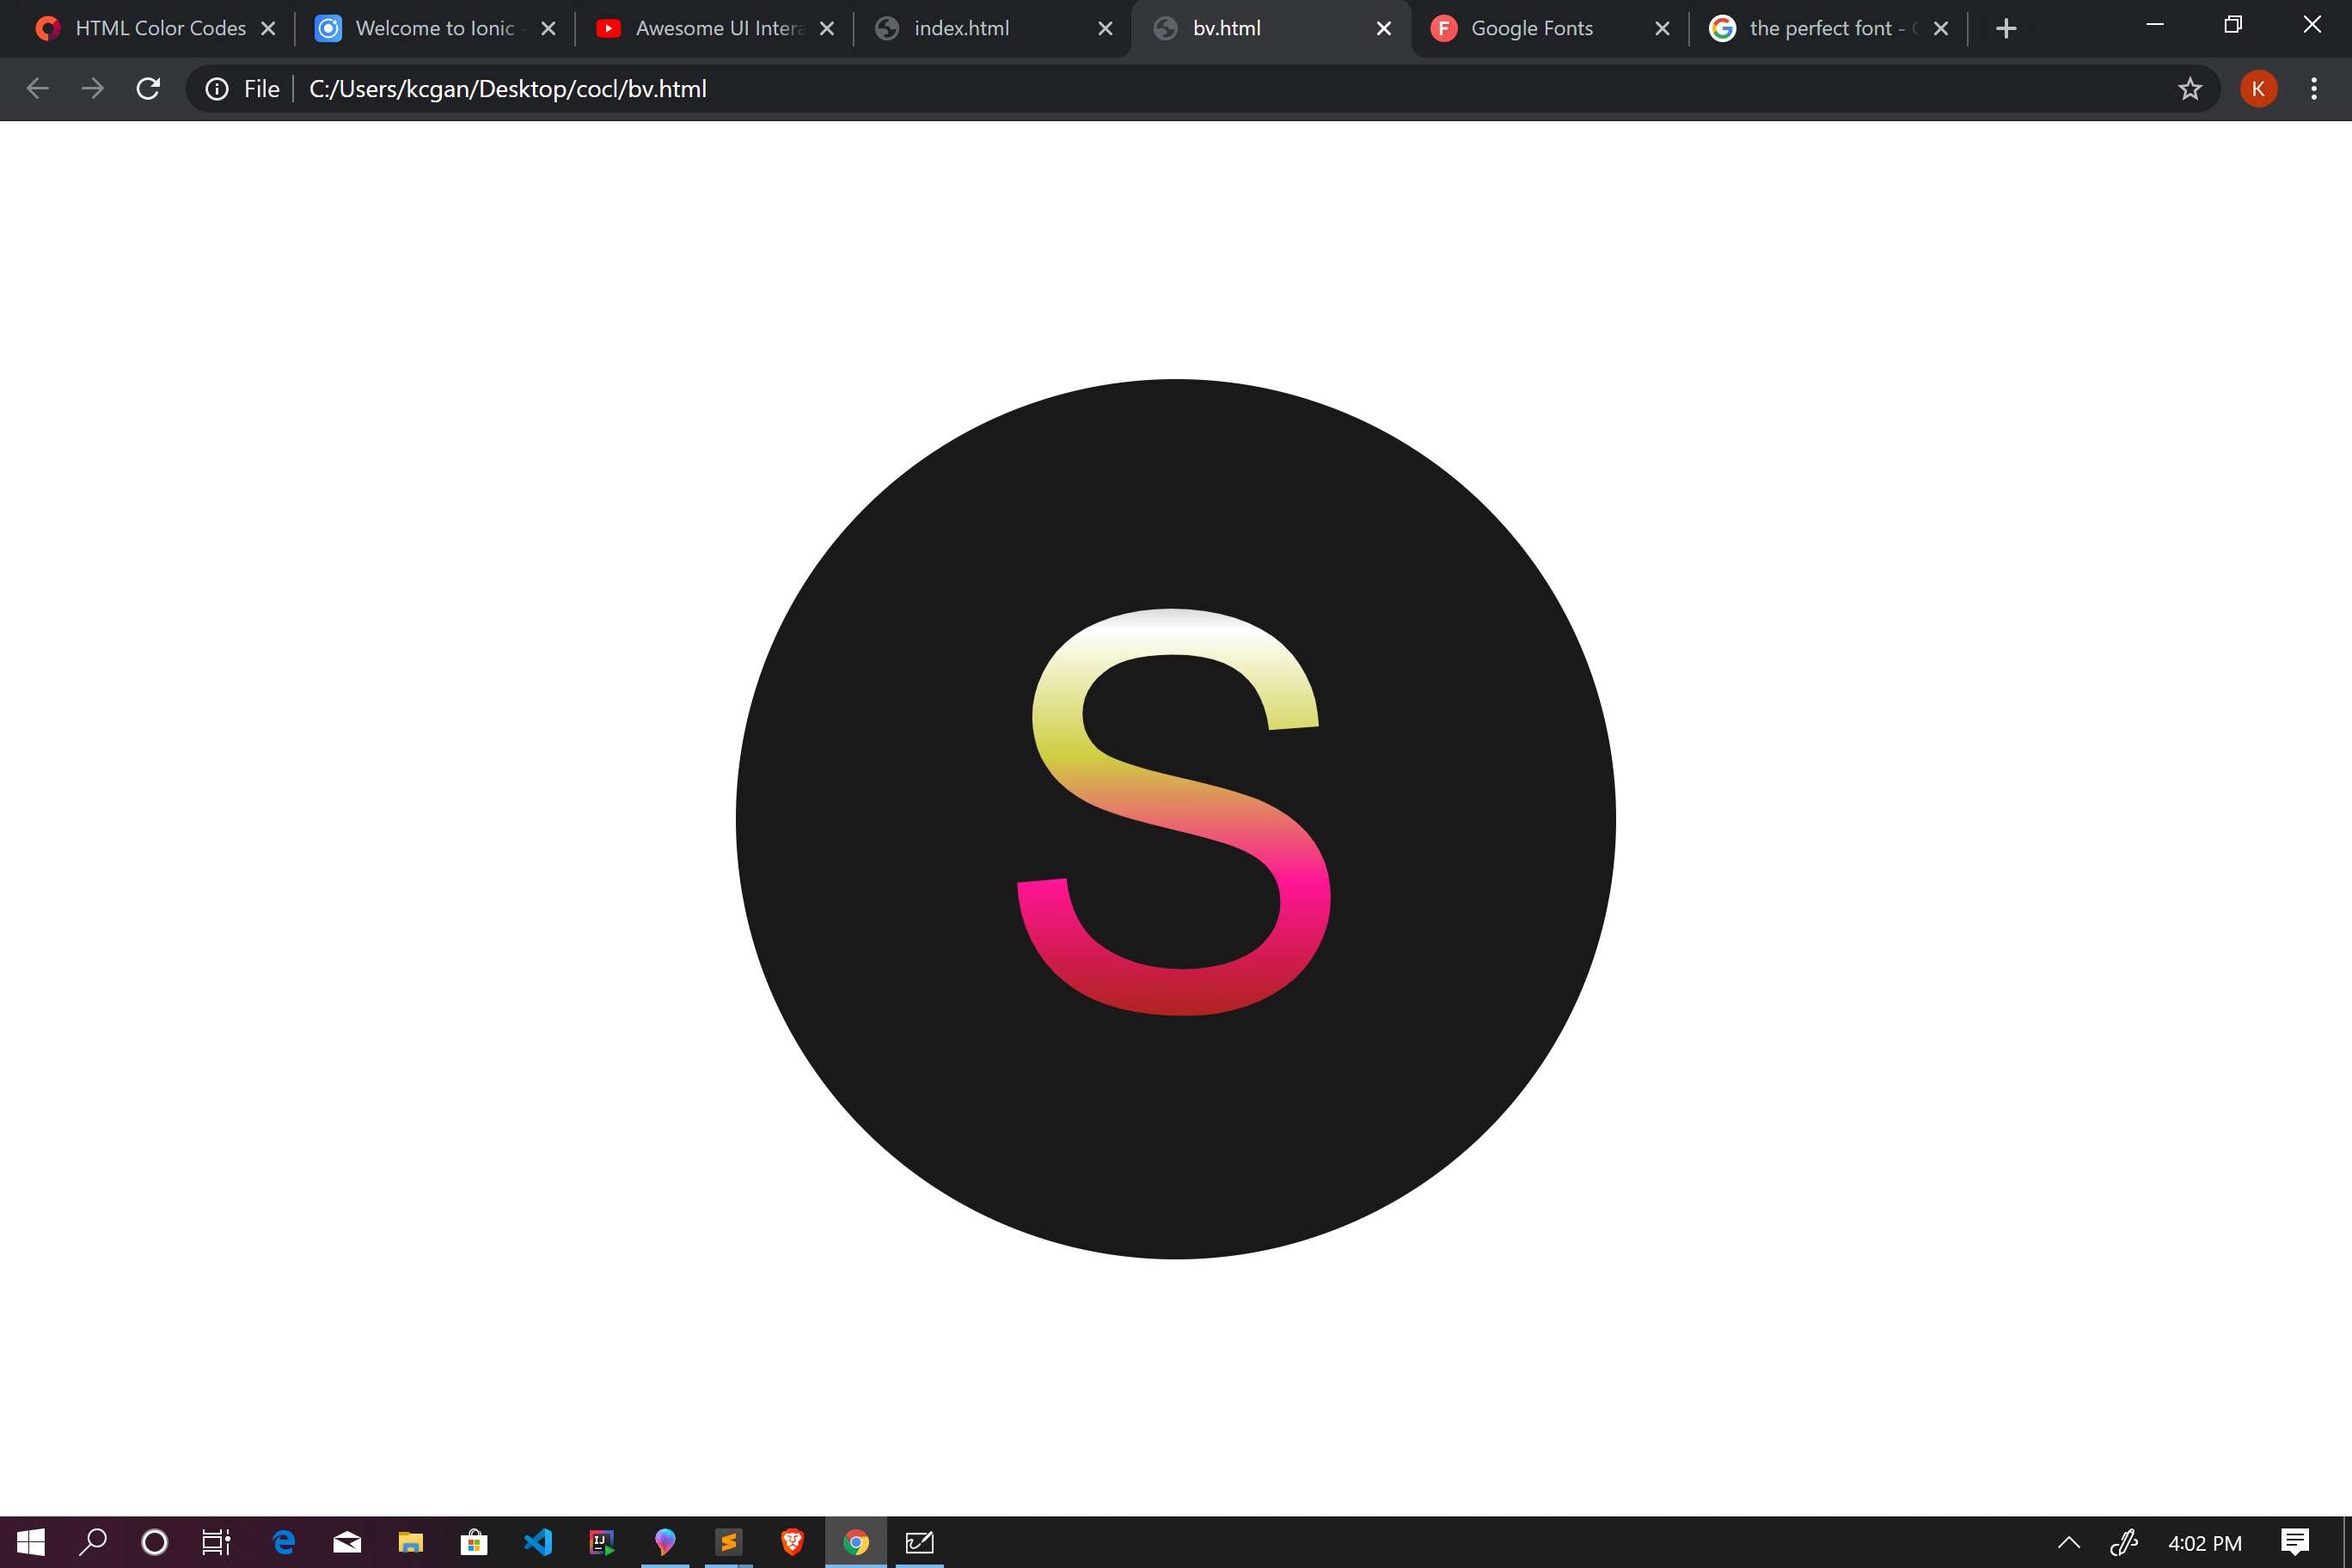 HTML Color Codes
Welcome to Ionic -
Awesome UI Intera
index.html
bv.html
Google Fonts
the perfect font -
File
C:/Users/kcgan/Desktop/cocl/bv.html
K
S
4:02 PM